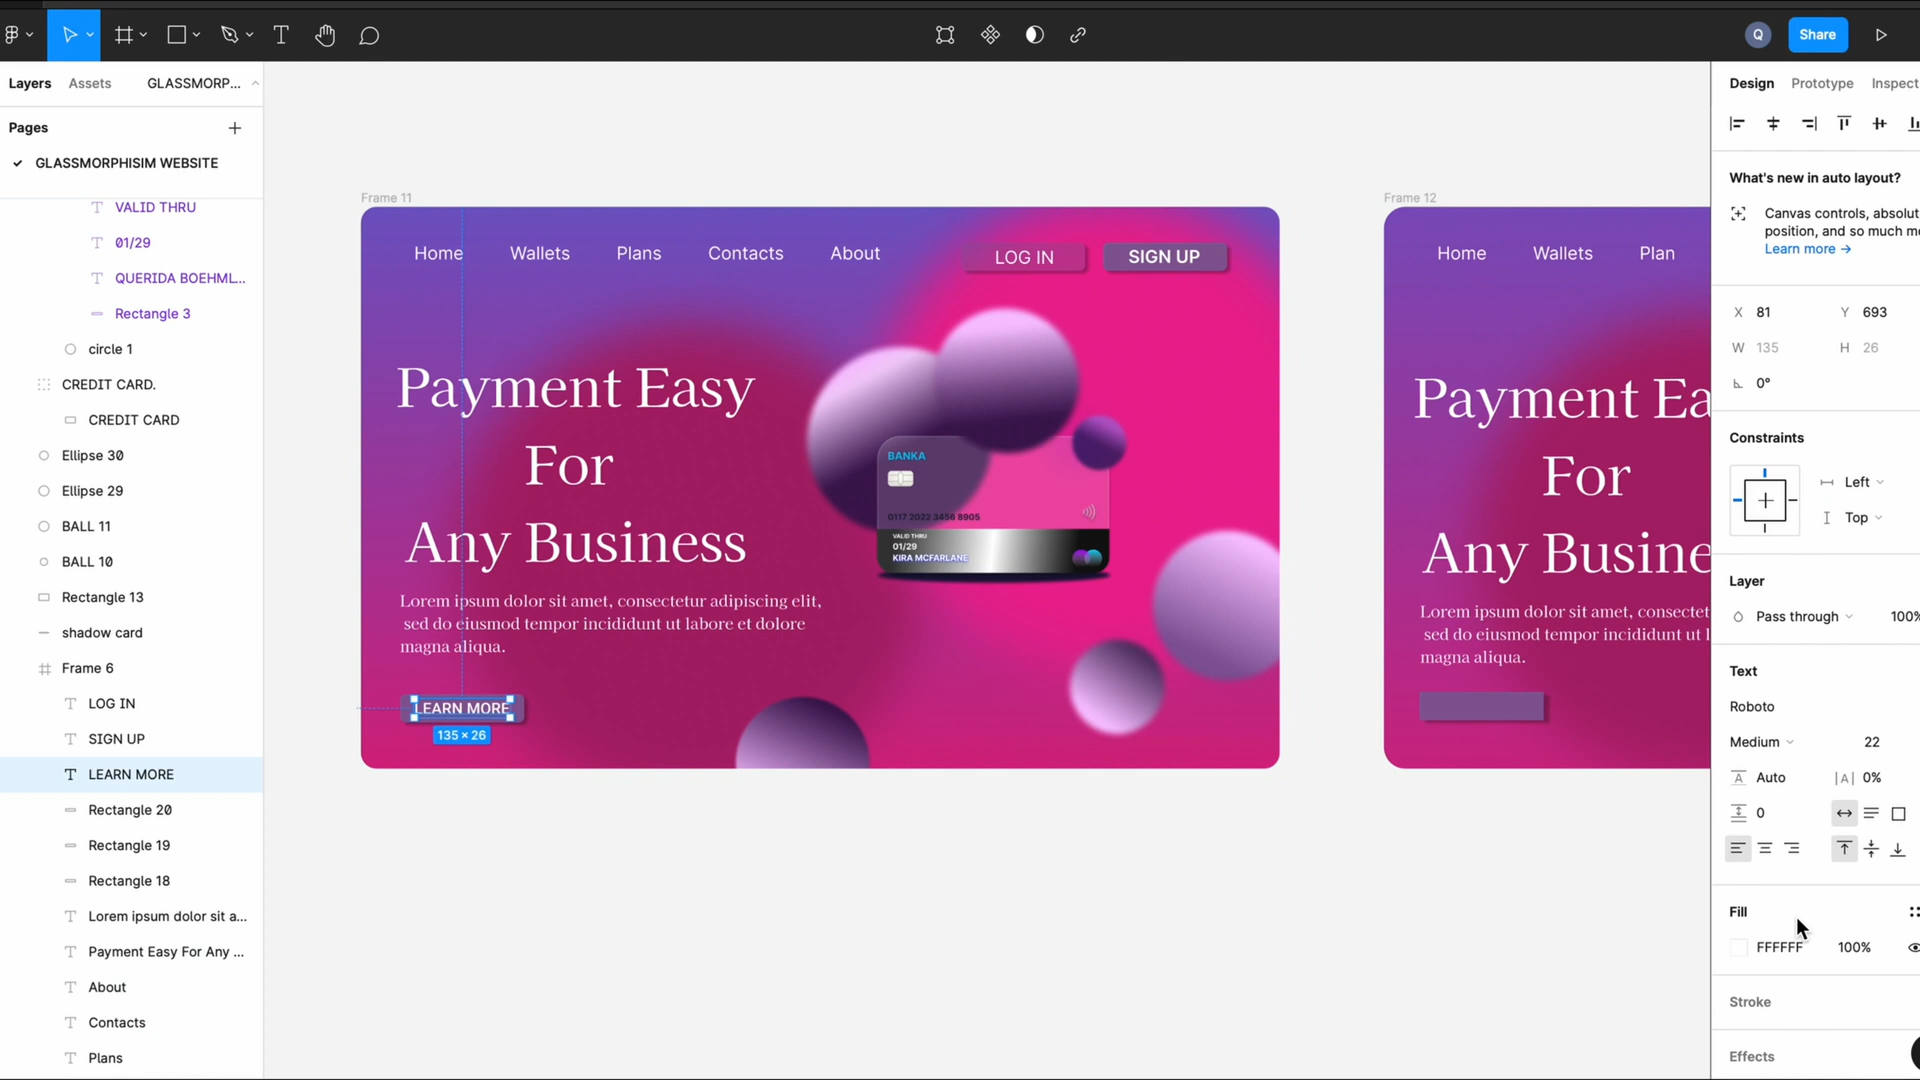 Q
Share
Layers
Assets
GLASSMORP...
Design
Prototype
Inspect
Pages
GLASSMORPHISIM WEBSITE
VALID THRU
01/29
QUERIDA BOEHML...
Rectangle 3
circle 1
CREDIT CARD.
CREDIT CARD
Ellipse 30
Ellipse 29
BALL 11
BALL 10
Rectangle 13
shadow card
Frame 6
LOG IN
SIGN UP
LEARN MORE
Rectangle 20
Rectangle 19
Rectangle 18
Lorem ipsum dolor sit a...
Payment Easy For Any ...
About
Contacts
Plans
Frame 11
Home
Wallets
Plans
Contacts
About
LOG IN
SIGN UP
Payment Easy
For
Any Business
Lorem ipsum dolor sit amet, consectetur adipiscing elit,
sed do eiusmod tempor incididunt ut labore et dolore
magna aliqua.
LEARN MORE
135 × 26
BANKA
0117 2022 3456 8905
VALID THRU
01/29
KIRA MCFARLANE
Frame 12
Home
Wallets
Plan
Payment Ea
For
Any Busine
Lorem ipsum dolor sit amet, consectet
sed do eiusmod tempor incididunt ut l
magna aliqua.
What's new in auto layout?
Canvas controls, absolut
position, and so much m
Learn more →
X 81
Y 693
W 135
H 26
0°
Constraints
Left
Top
Layer
Pass through
100%
Text
Roboto
Medium
22
A Auto
|A| 0%
0
Fill
FFFFFF
100%
Stroke
Effects